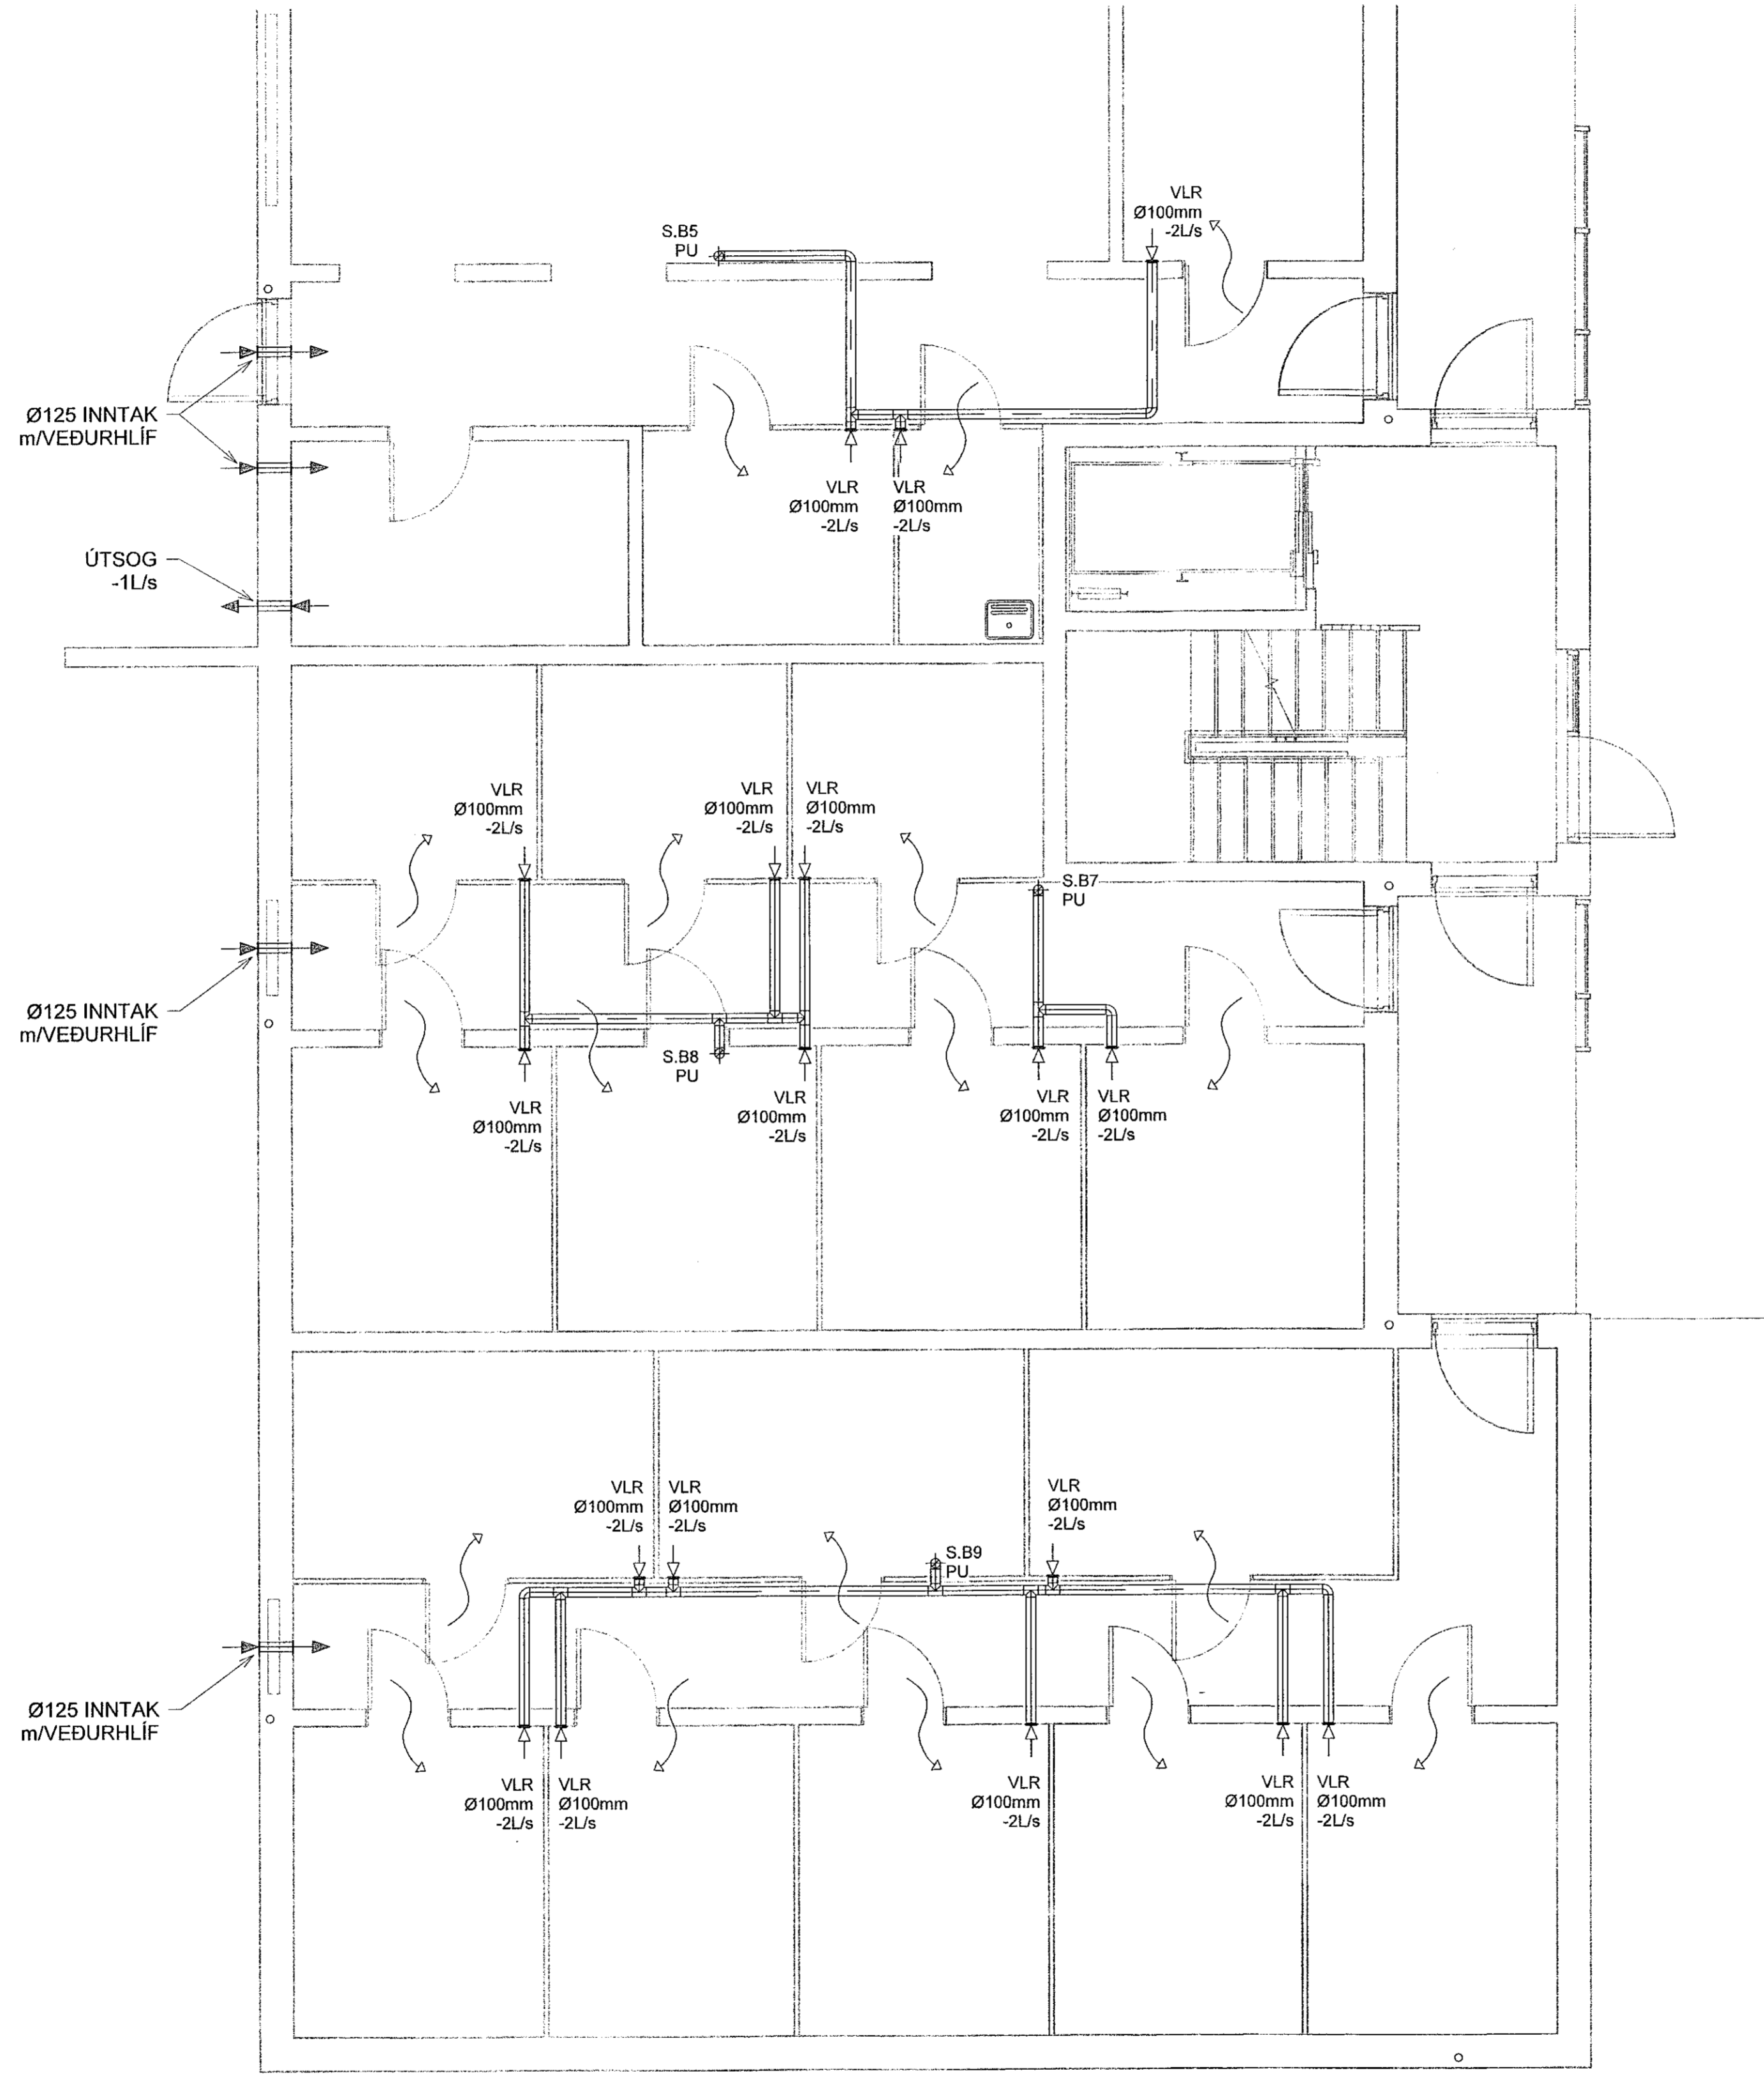 VLR
Ø100mm
-2L/s
S.B5
PU
Ø125 INNTAK
m/VEÐURHLÍF
VLR
Ø100mm
-2L/s
VLR
Ø100mm
-2L/s
ÚTSOG
-1L/s
VLR
Ø100mm
-2L/s
VLR
Ø100mm
-2L/s
VLR
Ø100mm
-2L/s
S.B7
PU
Ø125 INNTAK
m/VEÐURHLÍF
S.B8
PU
VLR
Ø100mm
-2L/s
VLR
Ø100mm
-2L/s
VLR
Ø100mm
-2L/s
VLR
Ø100mm
-2L/s
VLR
Ø100mm
-2L/s
VLR
Ø100mm
-2L/s
VLR
Ø100mm
-2L/s
S.B9
PU
Ø125 INNTAK
m/VEÐURHLÍF
VLR
Ø100mm
-2L/s
VLR
Ø100mm
-2L/s
VLR
Ø100mm
-2L/s
VLR
Ø100mm
-2L/s
VLR
Ø100mm
-2L/s